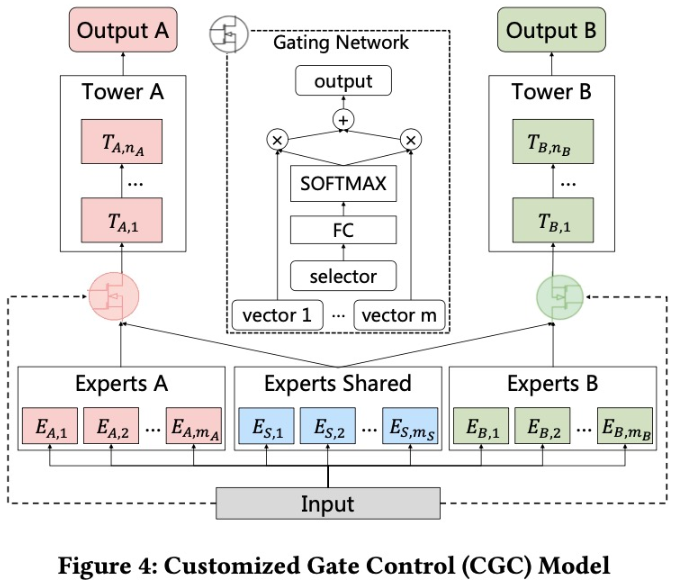 Output A
Gating Network
Output B
output
Tower A
Tower B
+
× ×
T_{A,n_A}
T_{B,n_B}
SOFTMAX
...
...
FC
T_{A,1}
T_{B,1}
selector
vector 1 ... vector m
Experts A
Experts Shared
Experts B
E_{A,1} E_{A,2} ... E_{A,m_A}
E_{S,1} E_{S,2} ... E_{S,m_S}
E_{B,1} E_{B,2} ... E_{B,m_B}
Input
Figure 4: Customized Gate Control (CGC) Model